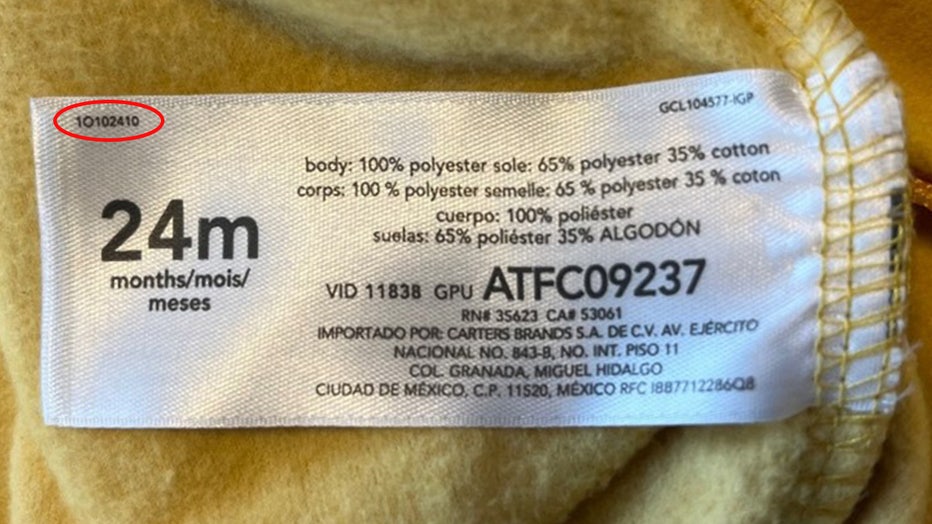 1O102410
GCL104577-IGP
body: 100% polyester sole: 65% polyester 35% cotton
corps: 100 % polyester semelle: 65 % polyester 35 % coton
cuerpo: 100% poliéster
suelas: 65% poliéster 35% ALGODÓN
24m
months/mois/
meses
VID 11838 GPU ATFC09237
RN# 35623 CA# 53061
IMPORTADO POR: CARTERS BRANDS S.A. DE C.V. AV. EJÉRCITO
NACIONAL NO. 843-B, NO. INT. PISO 11
COL. GRANADA, MIGUEL HIDALGO
CIUDAD DE MÉXICO, C.P. 11520, MÉXICO RFC I887712286Q8